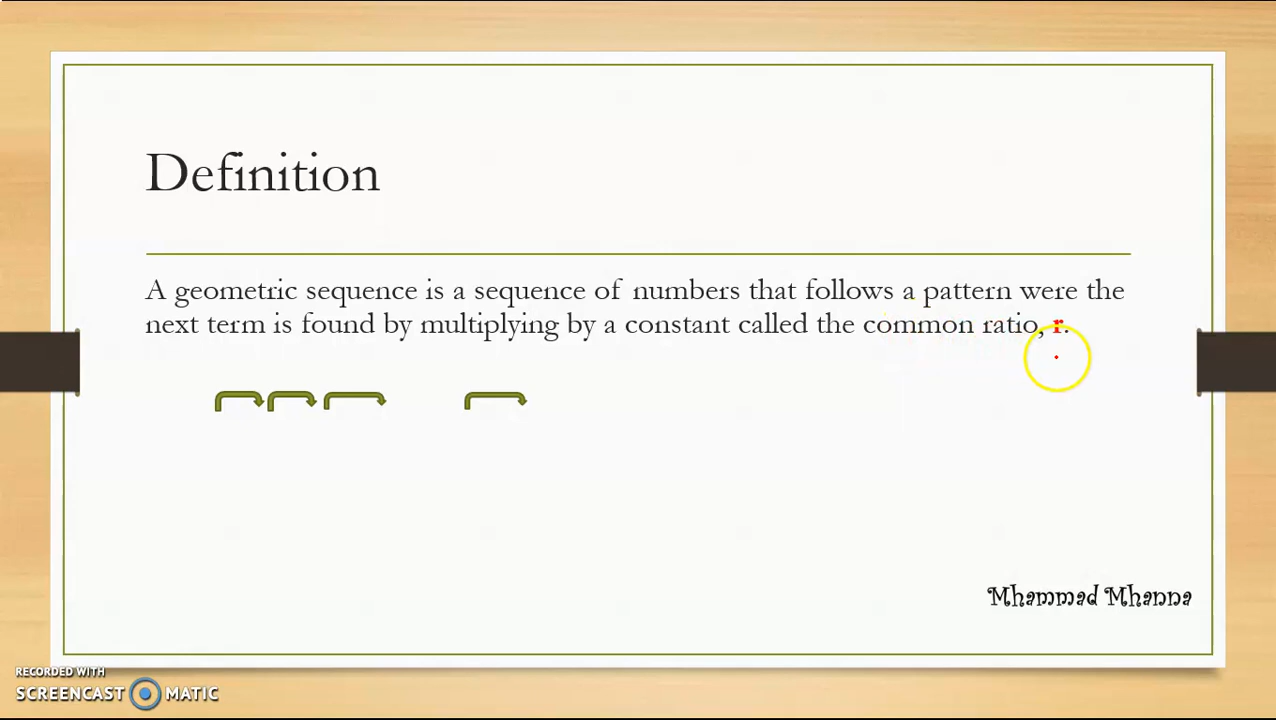 Definition
A geometric sequence is a sequence of numbers that follows a pattern were the
next term is found by multiplying by a constant called the common ratio, r.
Mhammad Mhanna
RECORDED WITH
SCREENCAST MATIC